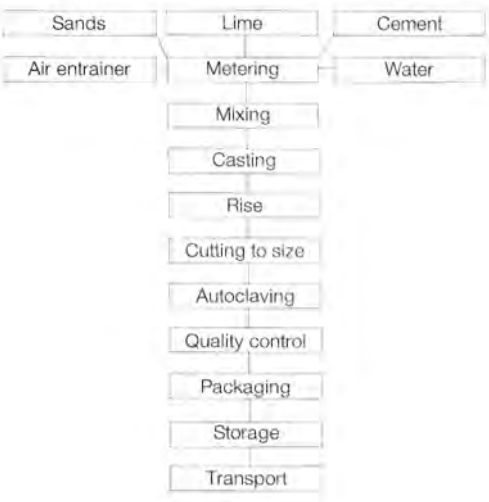 Sands
Lime
Cement
Air entrainer
Metering
Water
Mixing
Casting
Rise
Cutting to size
Autoclaving
Quality control
Packaging
Storage
Transport